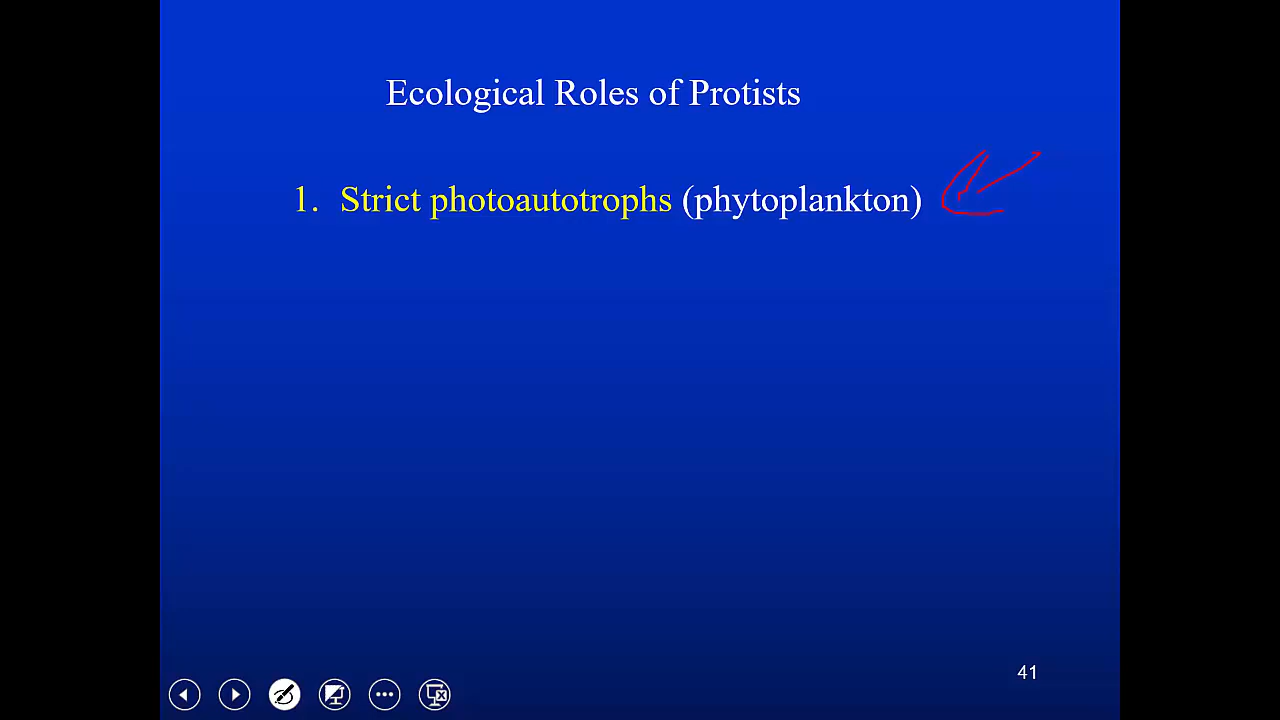 Ecological Roles of Protists
1. Strict photoautotrophs (phytoplankton)
41